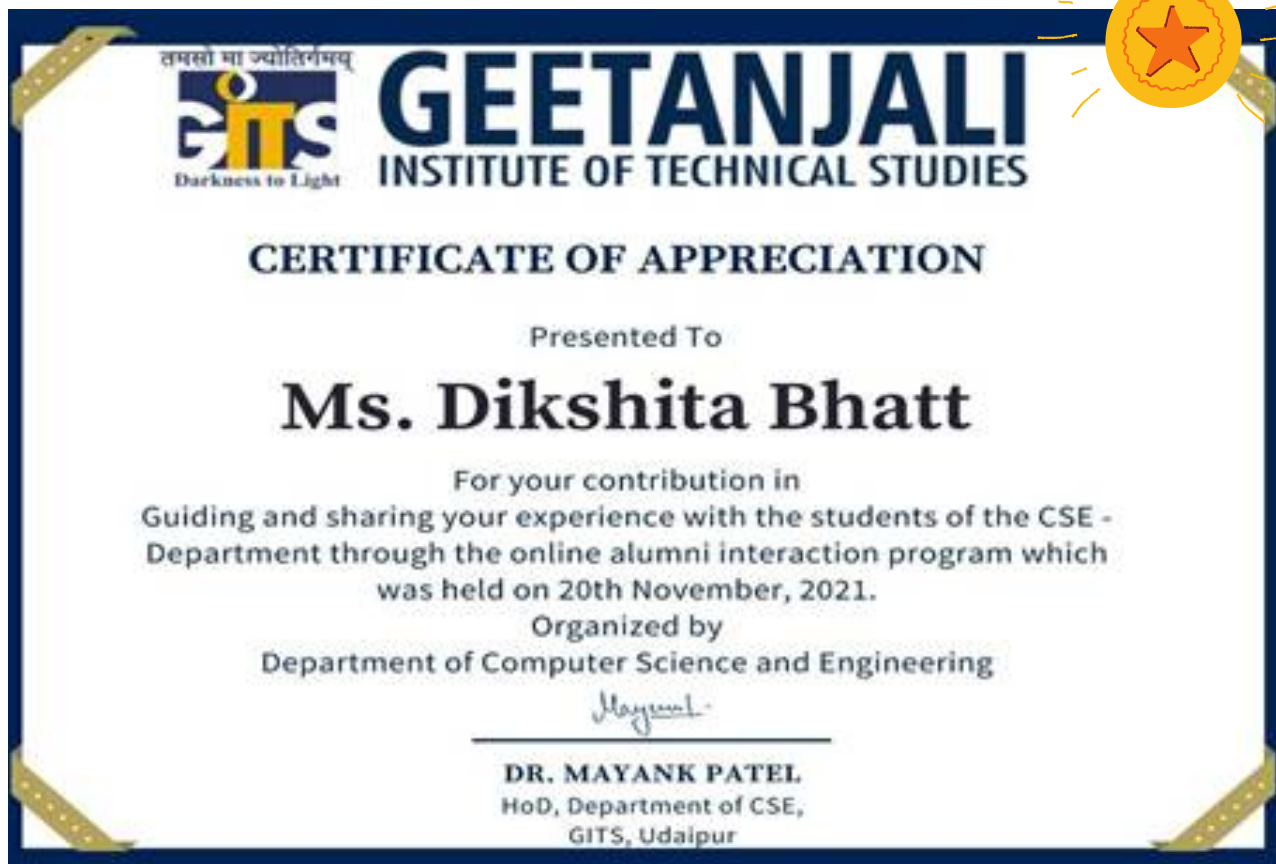 तमसो मा ज्योतिर्गमय्
GITS
Darkness to Light
GEETANJALI
INSTITUTE OF TECHNICAL STUDIES
CERTIFICATE OF APPRECIATION
Presented To
Ms. Dikshita Bhatt
For your contribution in
Guiding and sharing your experience with the students of the CSE -
Department through the online alumni interaction program which
was held on 20th November, 2021.
Organized by
Department of Computer Science and Engineering
DR. MAYANK PATEL
HoD, Department of CSE,
GITS, Udaipur